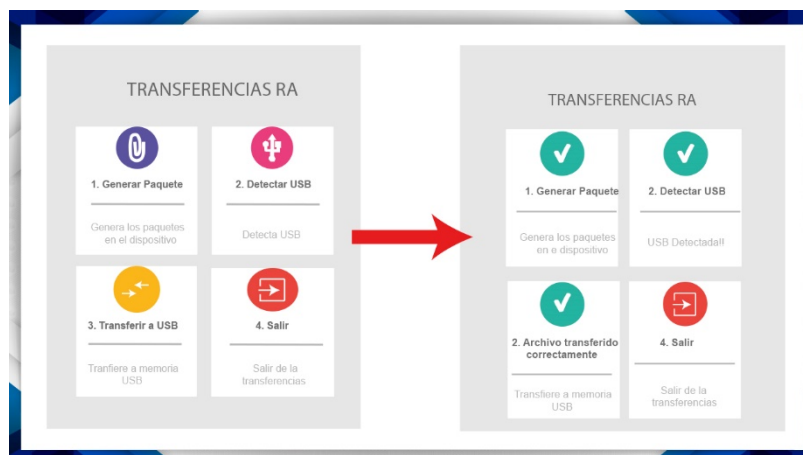 TRANSFERENCIAS RA
1. Generar Paquete
Genera los paquetes
en el dispositivo
2. Detectar USB
Detecta USB
3. Transferir a USB
Tranfiere a memoria
USB
4. Salir
Salir de la
transferencias
TRANSFERENCIAS RA
1. Generar Paquete
Genera los paquetes
en e dispositivo
2. Detectar USB
USB Detectada!!
2. Archivo transferido
correctamente
Transfiere a memoria
USB
4. Salir
Salir de la
transferencias